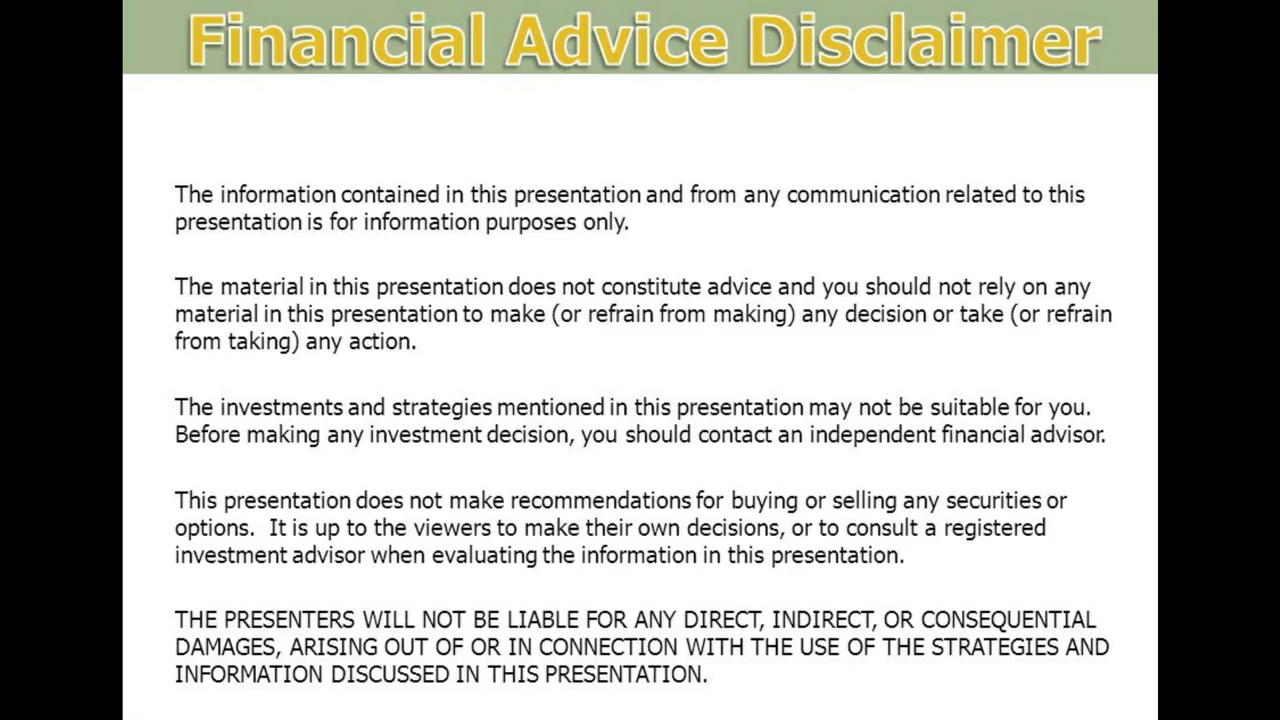 Financial Advice Disclaimer
The information contained in this presentation and from any communication related to this
presentation is for information purposes only.
The material in this presentation does not constitute advice and you should not rely on any
material in this presentation to make (or refrain from making) any decision or take (or refrain
from taking) any action.
The investments and strategies mentioned in this presentation may not be suitable for you.
Before making any investment decision, you should contact an independent financial advisor.
This presentation does not make recommendations for buying or selling any securities or
options.  It is up to the viewers to make their own decisions, or to consult a registered
investment advisor when evaluating the information in this presentation.
THE PRESENTERS WILL NOT BE LIABLE FOR ANY DIRECT, INDIRECT, OR CONSEQUENTIAL
DAMAGES, ARISING OUT OF OR IN CONNECTION WITH THE USE OF THE STRATEGIES AND
INFORMATION DISCUSSED IN THIS PRESENTATION.